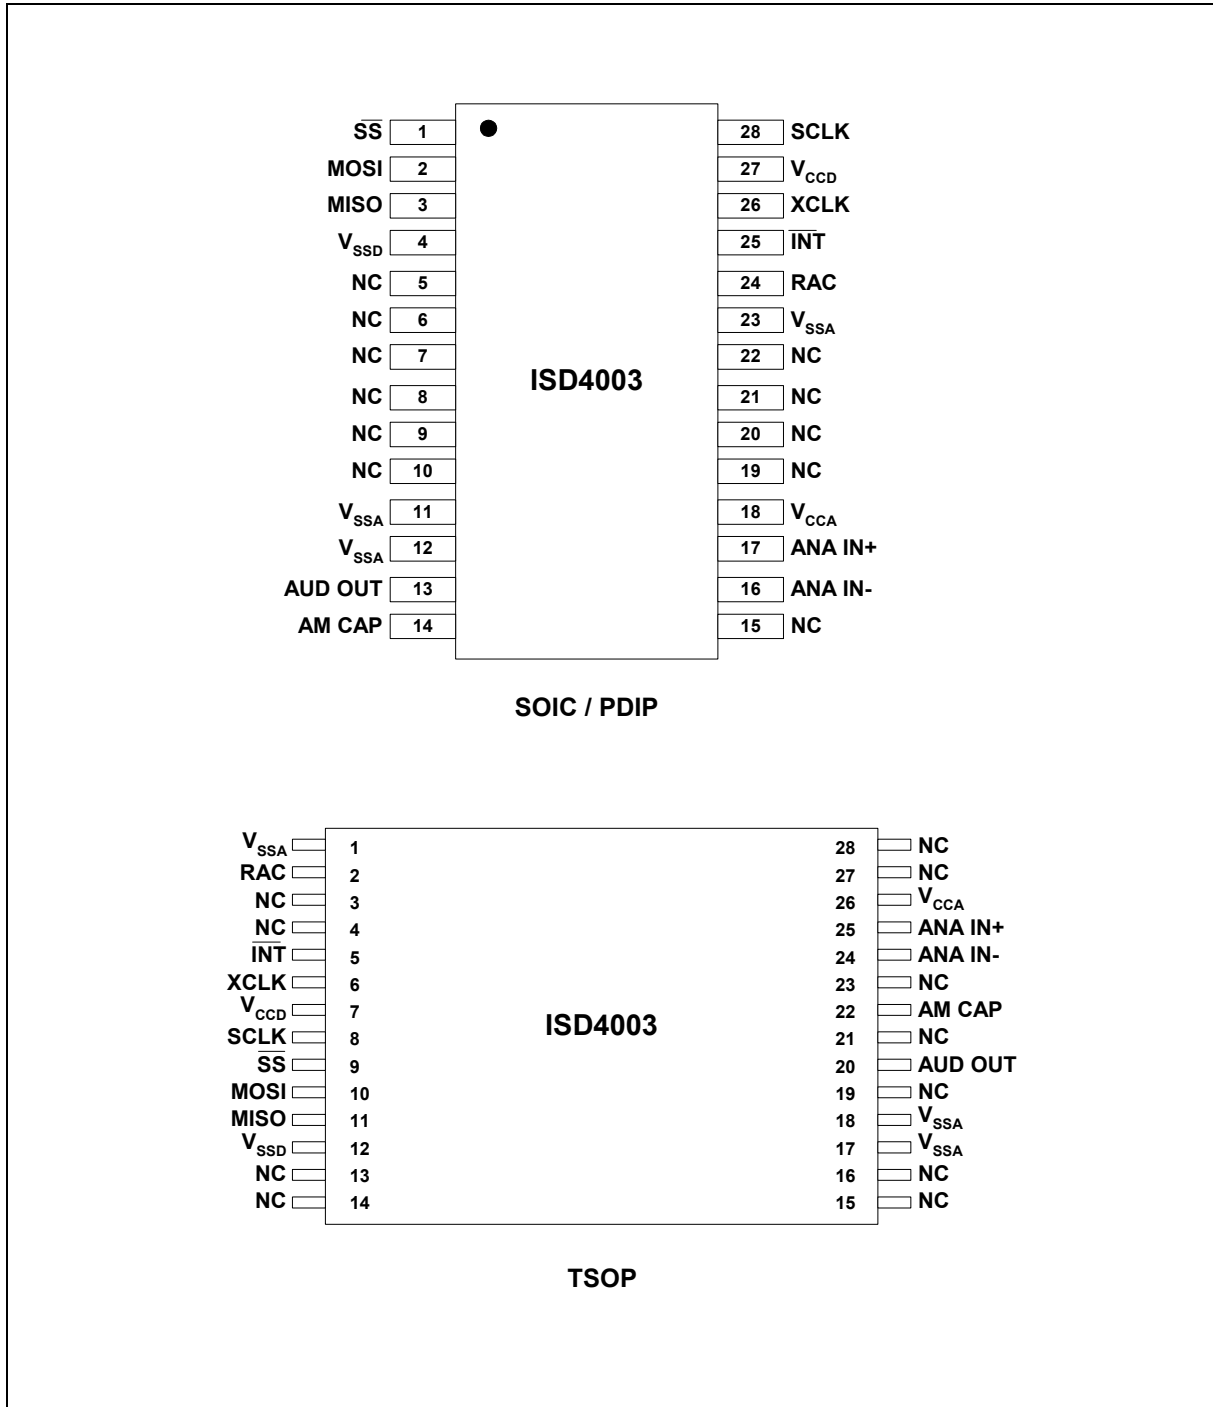 SS 1 28 SCLK
MOSI 2 27 VCCD
MISO 3 26 XCLK
VSSD 4 25 INT
NC 5 24 RAC
NC 6 23 VSSA
NC 7 22 NC
ISD4003
NC 8 21 NC
NC 9 20 NC
NC 10 19 NC
VSSA 11 18 VCCA
VSSA 12 17 ANA IN+
AUD OUT 13 16 ANA IN-
AM CAP 14 15 NC
SOIC / PDIP
VSSA 1 28 NC
RAC 2 27 NC
NC 3 26 VCCA
NC 4 25 ANA IN+
INT 5 24 ANA IN-
XCLK 6 23 NC
VCCD 7 22 AM CAP
ISD4003
SCLK 8 21 NC
SS 9 20 AUD OUT
MOSI 10 19 NC
MISO 11 18 VSSA
VSSD 12 17 VSSA
NC 13 16 NC
NC 14 15 NC
TSOP